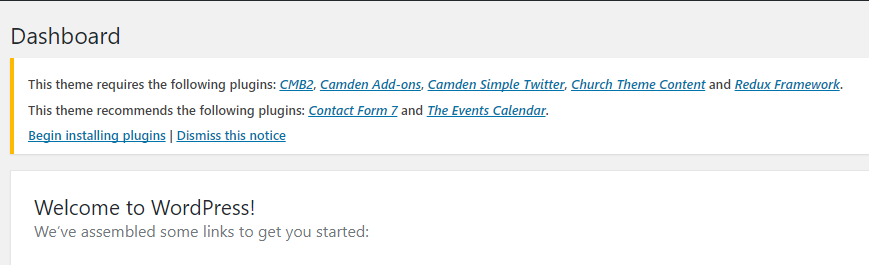 Dashboard
This theme requires the following plugins: CMB2, Camden Add-ons, Camden Simple Twitter, Church Theme Content and Redux Framework.
This theme recommends the following plugins: Contact Form 7 and The Events Calendar.
Begin installing plugins | Dismiss this notice
Welcome to WordPress!
We’ve assembled some links to get you started: